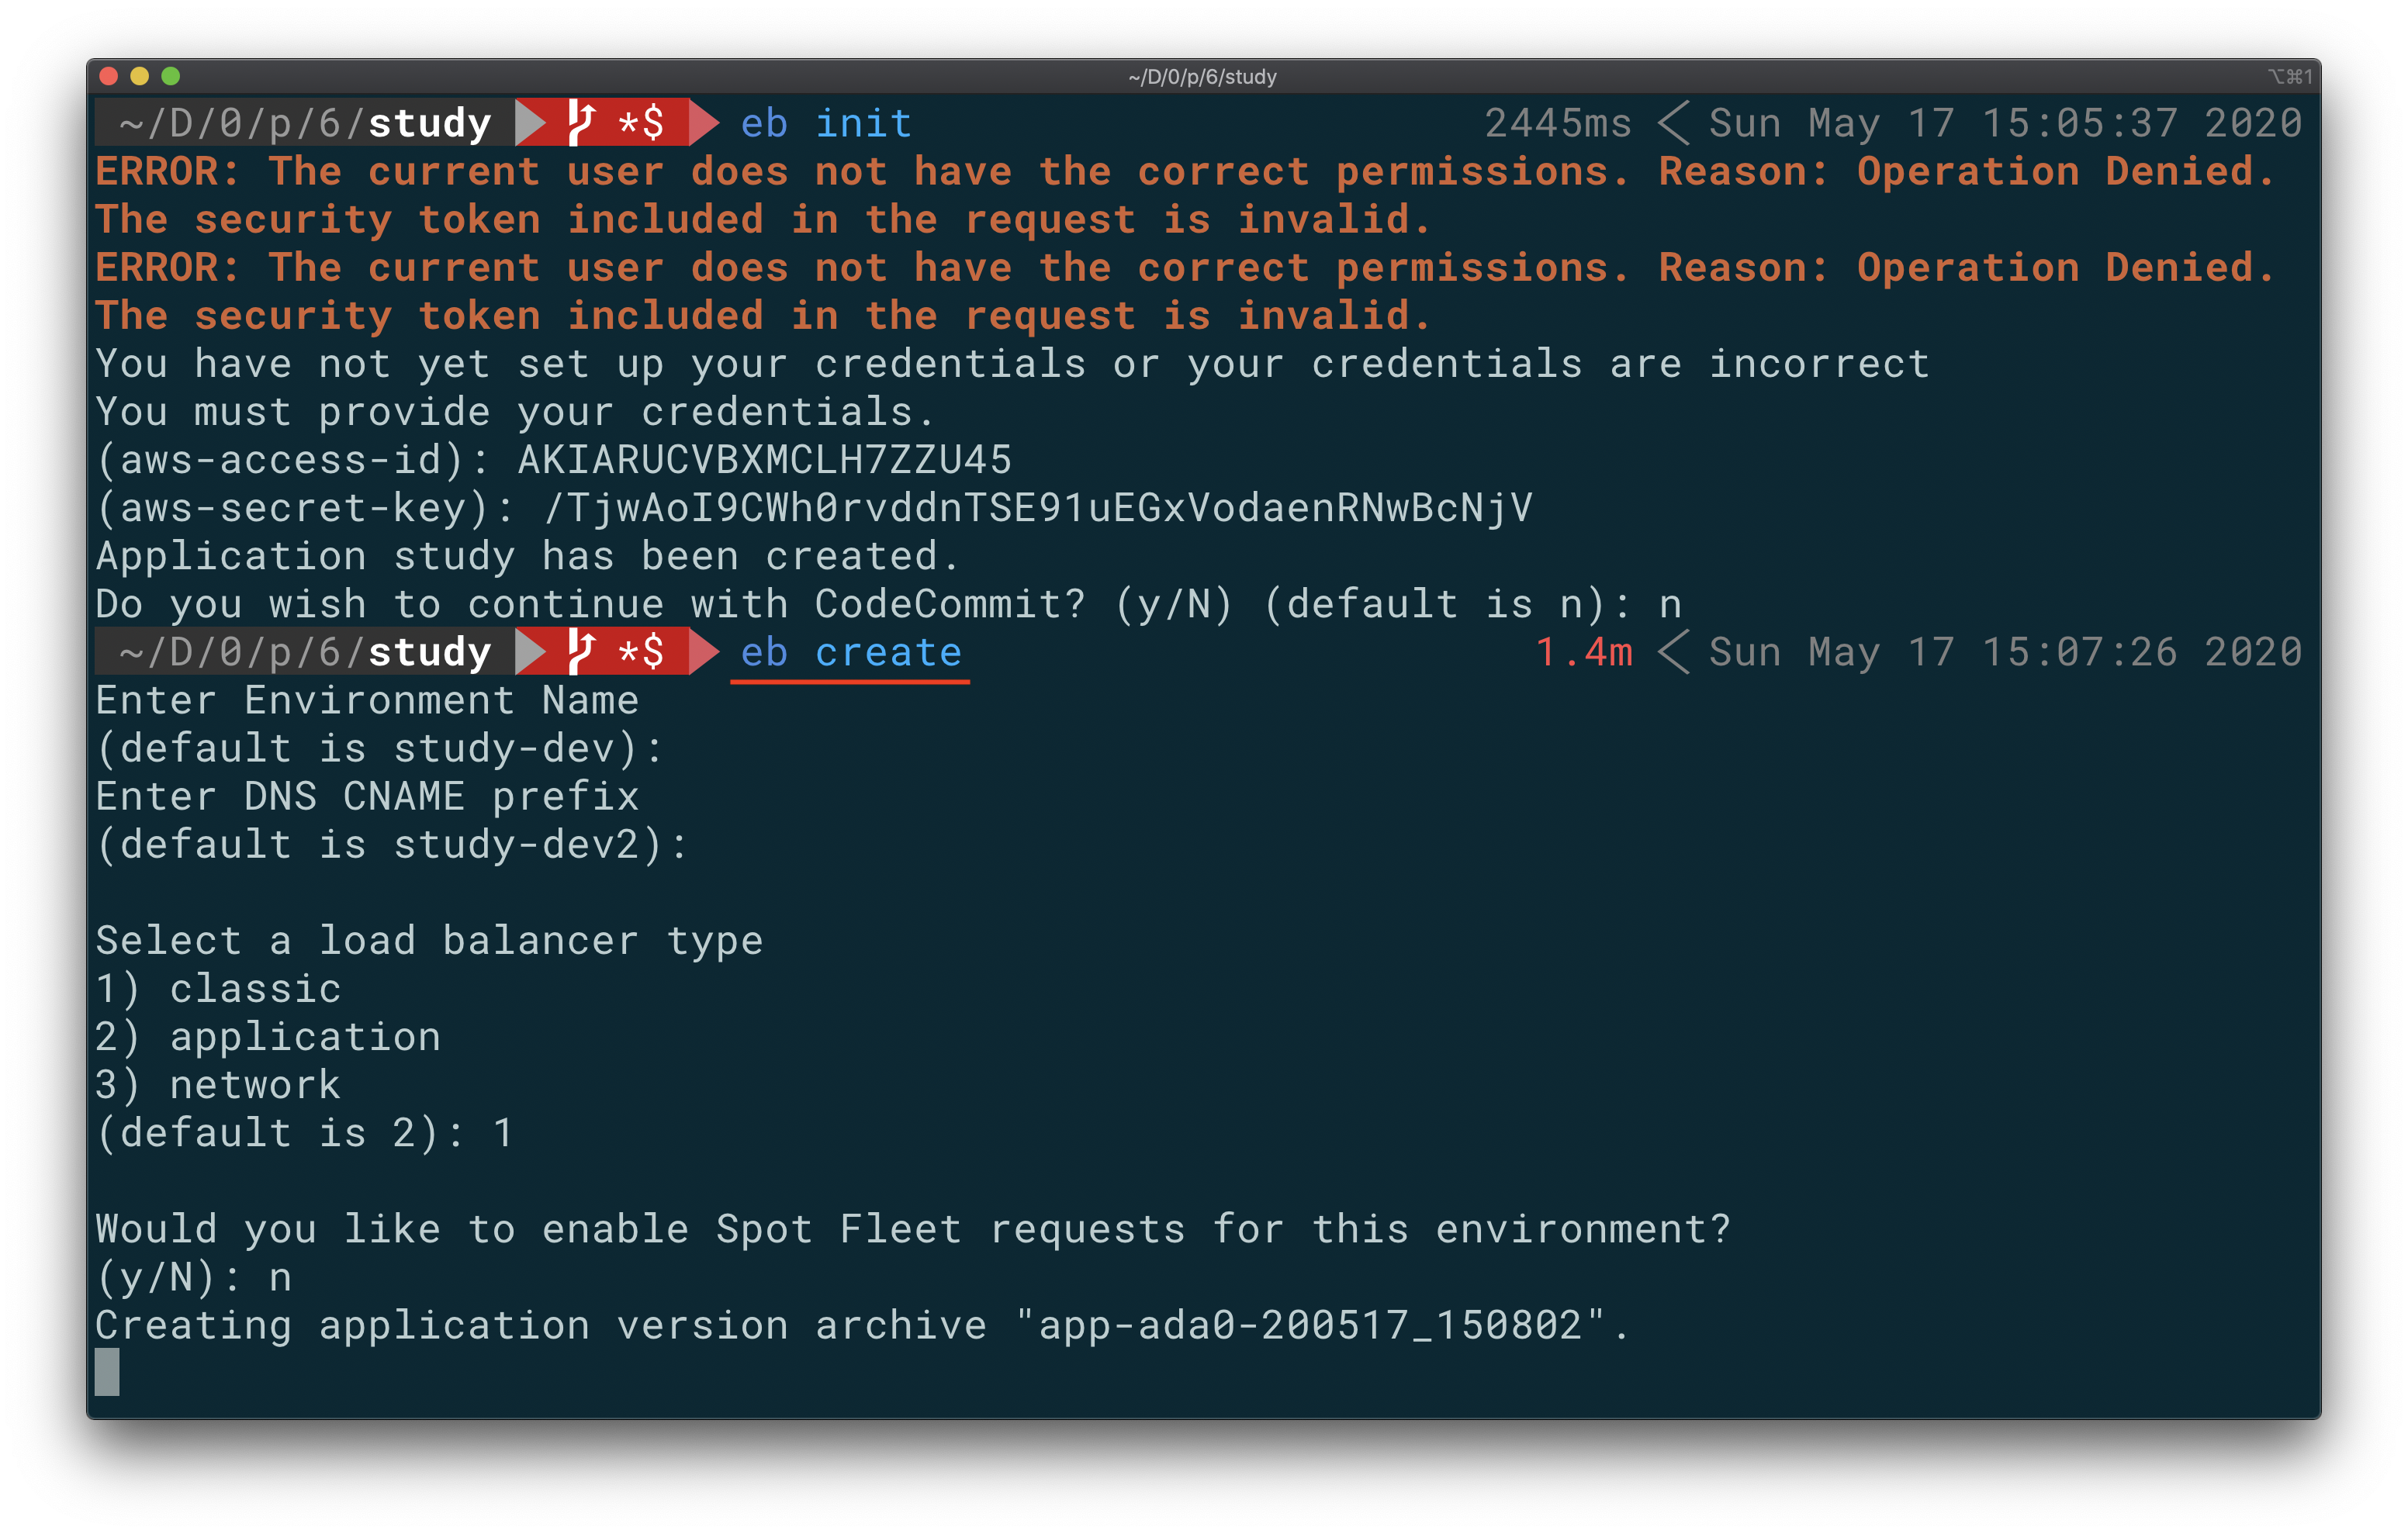 ~/D/0/p/6/study
⌥⌘1
~/D/0/p/6/study *$ eb init 2445ms Sun May 17 15:05:37 2020
ERROR: The current user does not have the correct permissions. Reason: Operation Denied.
The security token included in the request is invalid.
ERROR: The current user does not have the correct permissions. Reason: Operation Denied.
The security token included in the request is invalid.
You have not yet set up your credentials or your credentials are incorrect
You must provide your credentials.
(aws-access-id): AKIARUCVBXMCLH7ZZU45
(aws-secret-key): /TjwAoI9CWh0rvddnTSE91uEGxVodaenRNwBcNjV
Application study has been created.
Do you wish to continue with CodeCommit? (y/N) (default is n): n
~/D/0/p/6/study *$ eb create 1.4m Sun May 17 15:07:26 2020
Enter Environment Name
(default is study-dev):
Enter DNS CNAME prefix
(default is study-dev2):
Select a load balancer type
1) classic
2) application
3) network
(default is 2): 1
Would you like to enable Spot Fleet requests for this environment?
(y/N): n
Creating application version archive "app-ada0-200517_150802".